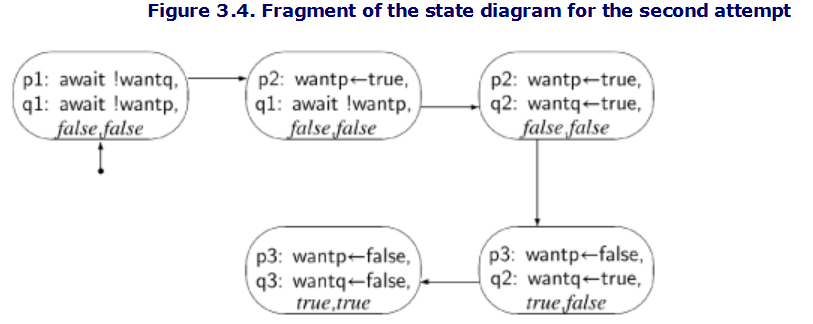 Figure 3.4. Fragment of the state diagram for the second attempt
p1: await !wantq,
q1: await !wantp,
false,false
p2: wantp←true,
q1: await !wantp,
false,false
p2: wantp←true,
q2: wantq←true,
false,false
p3: wantp←false,
q3: wantq←false,
true,true
p3: wantp←false,
q2: wantq←true,
true,false